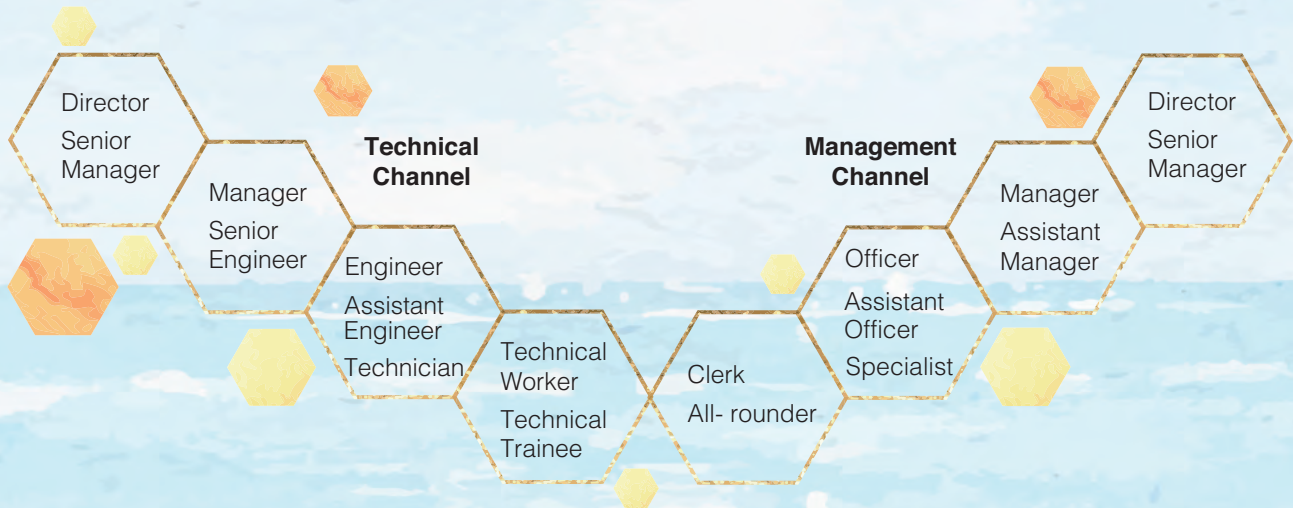 Director
Senior
Manager
Manager
Senior
Engineer
Technical
Channel
Engineer
Assistant
Engineer
Technician
Technical
Worker
Technical
Trainee
Clerk
All- rounder
Management
Channel
Officer
Assistant
Officer
Specialist
Manager
Assistant
Manager
Director
Senior
Manager